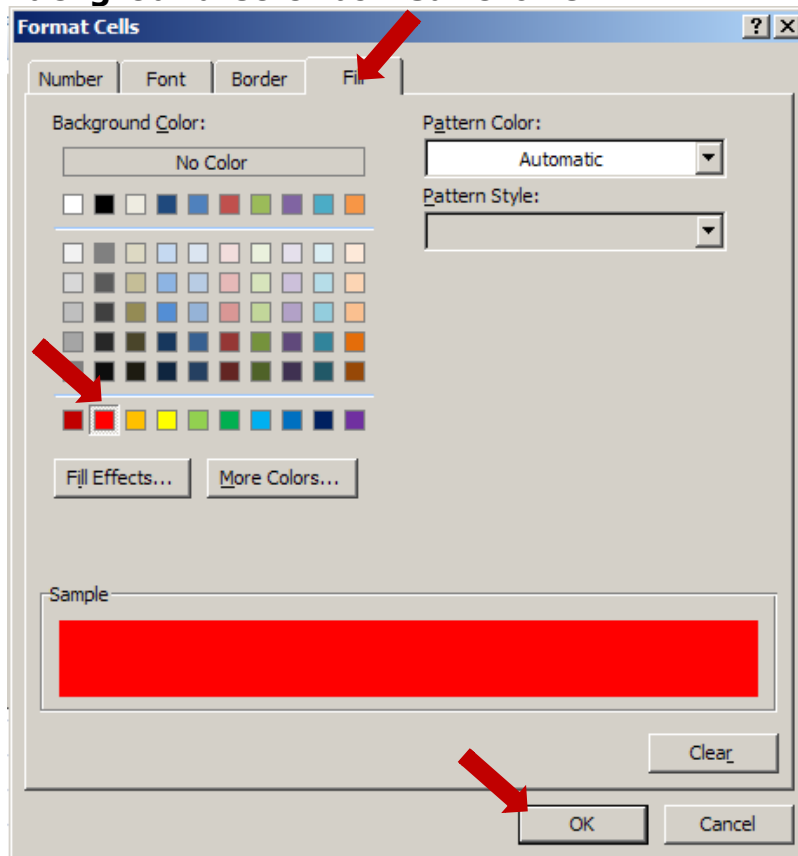 Format Cells
Number Font Border Fill
Background Color:
No Color
Pattern Color:
Automatic
Pattern Style:
Fill Effects... More Colors...
Sample
Clear
OK Cancel